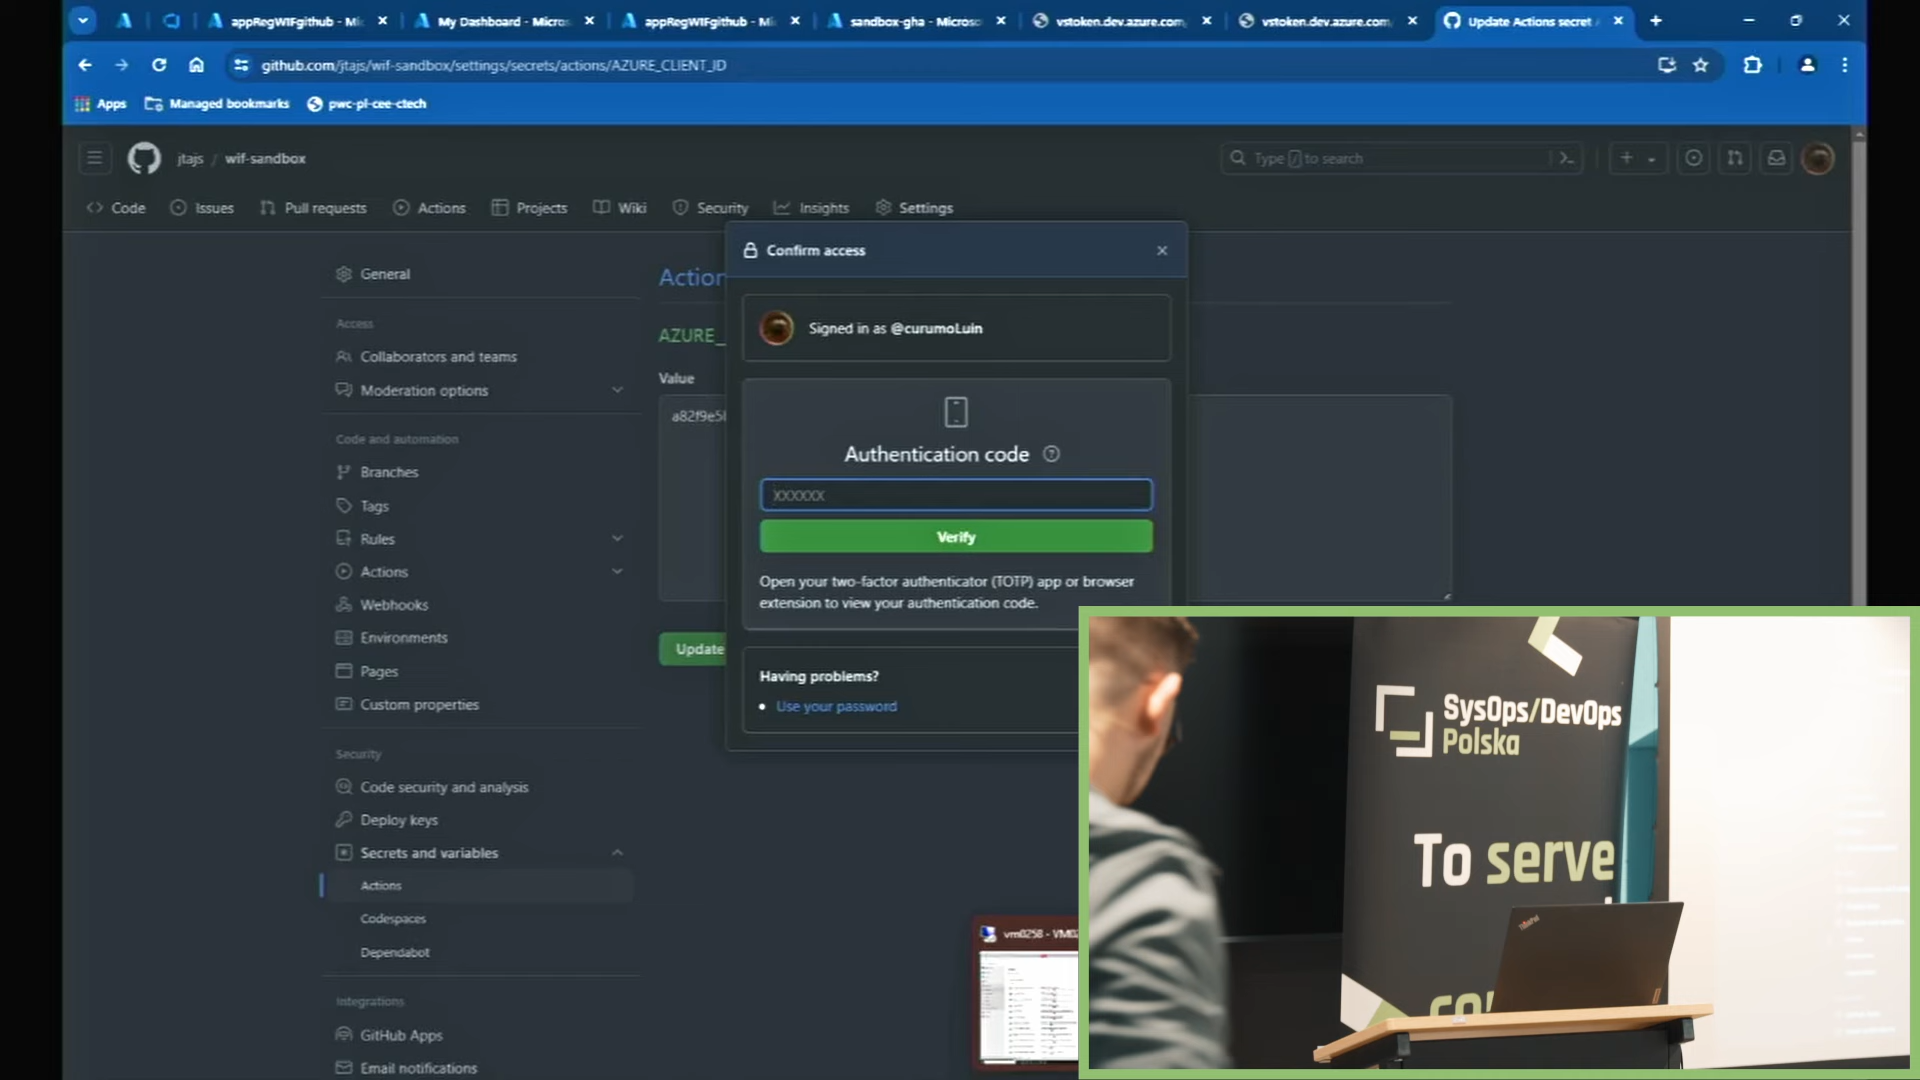 appRegWIFgithub - Mi
My Dashboard - Micros
appRegWIFgithub - Mi
sandbox-gha - Microso
vstoken.dev.azure.com
vstoken.dev.azure.com
Update Actions secret
github.com/jtajs/wif-sandbox/settings/secrets/actions/AZURE_CLIENT_ID
Apps
Managed bookmarks
pwc-pl-cee-ctech
jtajs / wif-sandbox
Type / to search
Code
Issues
Pull requests
Actions
Projects
Wiki
Security
Insights
Settings
General
Access
Collaborators and teams
Moderation options
Code and automation
Branches
Tags
Rules
Actions
Webhooks
Environments
Pages
Custom properties
Security
Code security and analysis
Deploy keys
Secrets and variables
Actions
Codespaces
Dependabot
Integrations
GitHub Apps
Email notifications
Action
AZURE_
Value
a82f9e5
Update
Confirm access
Signed in as @curumoLuin
Authentication code
XXXXXX
Verify
Open your two-factor authenticator (TOTP) app or browser
extension to view your authentication code.
Having problems?
• Use your password
vm0258 - VM0
SysOps/DevOps
Polska
To serve
ThinkPad